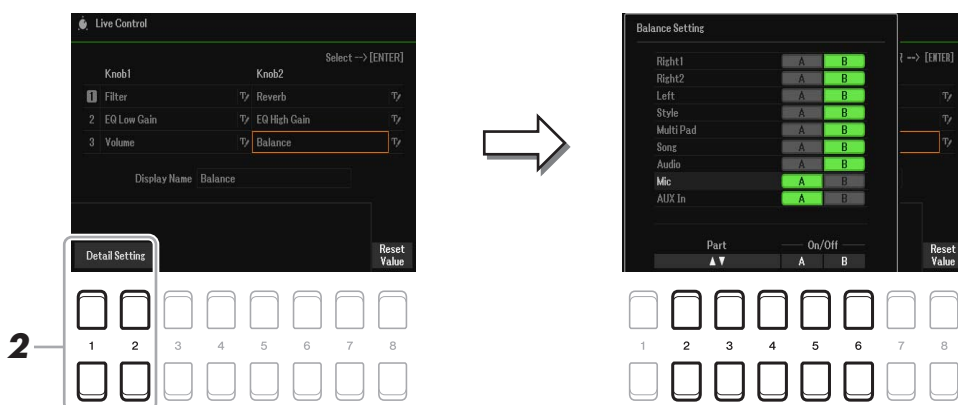 Live Control
Select --> [ENTER]
Knob1 Knob2
1 Filter Reverb
2 EQ Low Gain EQ High Gain
3 Volume Balance
Display Name Balance
Detail Setting
Reset Value
2
1 2 3 4 5 6 7 8
Balance Setting
--> [ENTER]
Right1 A B
Right2 A B
Left A B
Style A B
Multi Pad A B
Song A B
Audio A B
Mic A B
AUX In A B
Part On/Off
▲▼ A B
Reset Value
1 2 3 4 5 6 7 8